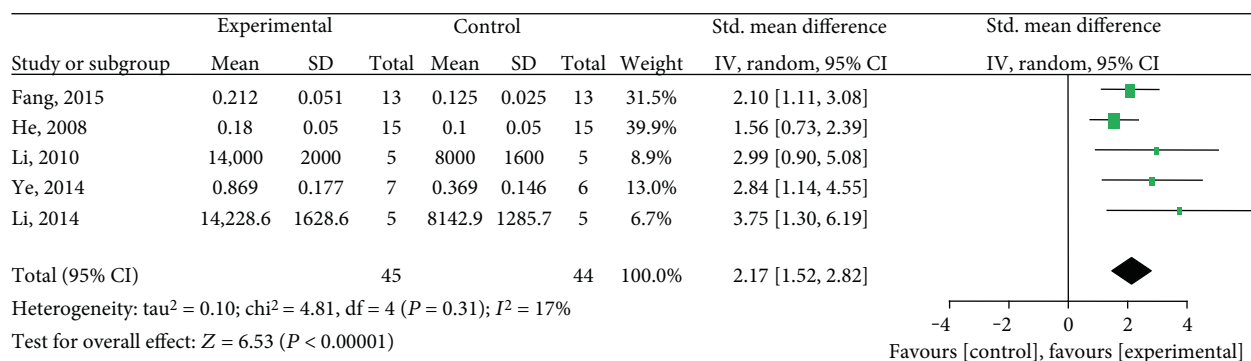 Experimental Control Std. mean difference Std. mean difference
Study or subgroup Mean SD Total Mean SD Total Weight IV, random, 95% CI IV, random, 95% CI
Fang, 2015 0.212 0.051 13 0.125 0.025 13 31.5% 2.10 [1.11, 3.08]
He, 2008 0.18 0.05 15 0.1 0.05 15 39.9% 1.56 [0.73, 2.39]
Li, 2010 14,000 2000 5 8000 1600 5 8.9% 2.99 [0.90, 5.08]
Ye, 2014 0.869 0.177 7 0.369 0.146 6 13.0% 2.84 [1.14, 4.55]
Li, 2014 14,228.6 1628.6 5 8142.9 1285.7 5 6.7% 3.75 [1.30, 6.19]
Total (95% CI) 45 44 100.0% 2.17 [1.52, 2.82]
Heterogeneity: tau² = 0.10; chi² = 4.81, df = 4 (P = 0.31); I² = 17%
Test for overall effect: Z = 6.53 (P < 0.00001)
−4 −2 0 2 4
Favours [control], favours [experimental]